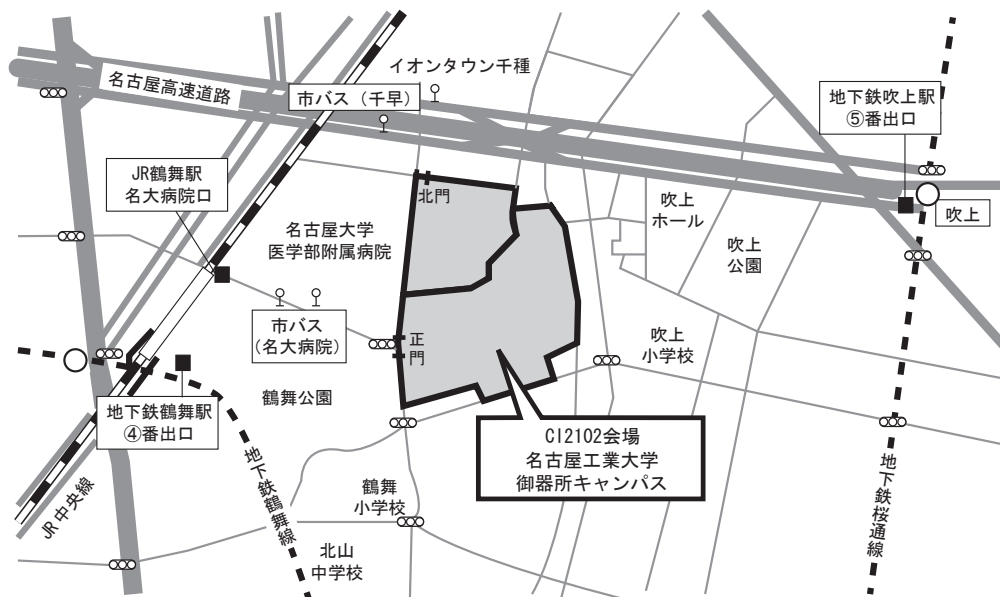 イオンタウン千種
名古屋高速道路
市バス（千早）
地下鉄吹上駅
⑤番出口
JR鶴舞駅
名大病院口
北門
吹上
ホール
吹上
名古屋大学
医学部附属病院
吹上
公園
市バス
（名大病院）
正
門
吹上
小学校
鶴舞公園
地下鉄鶴舞駅
④番出口
CI2102会場
名古屋工業大学
御器所キャンパス
地下鉄鶴舞線
地下鉄桜通線
JR中央線
鶴舞
小学校
北山
中学校